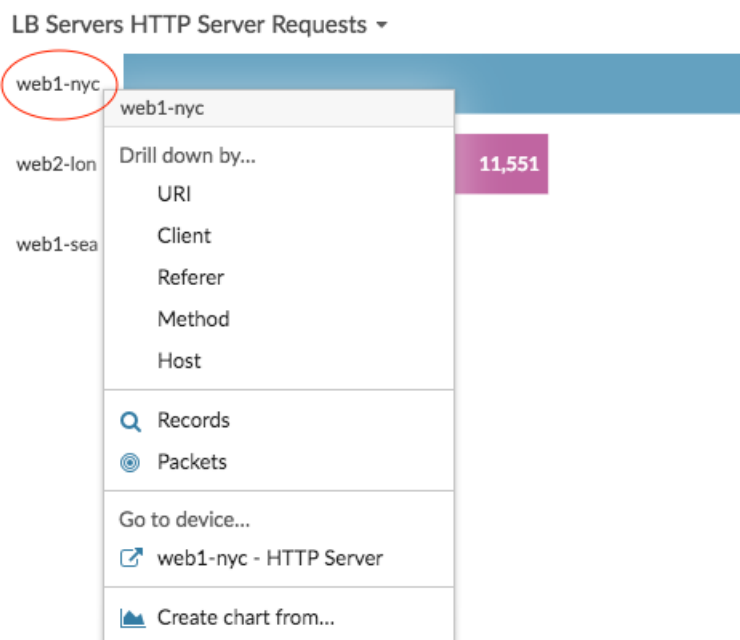 LB Servers HTTP Server Requests
web1-nyc
web1-nyc
Drill down by...
web2-lon
11,551
URI
Client
web1-sea
Referer
Method
Host
Records
Packets
Go to device...
web1-nyc - HTTP Server
Create chart from...